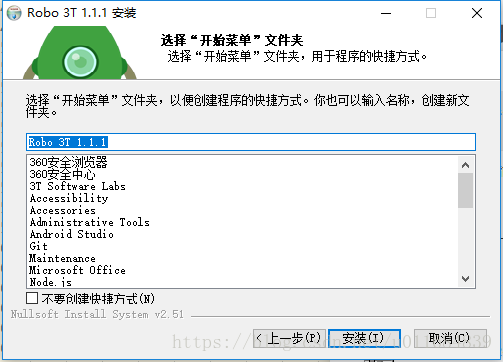 Robo 3T 1.1.1 安装
选择“开始菜单”文件夹
选择“开始菜单”文件夹，用于程序的快捷方式。
选择“开始菜单”文件夹，以便创建程序的快捷方式。你也可以输入名称，创建新文
件夹。
Robo 3T 1.1.1
360安全浏览器
360安全中心
3T Software Labs
Accessibility
Accessories
Administrative Tools
Android Studio
Git
Maintenance
Microsoft Office
Node.js
不要创建快捷方式(N)
Nullsoft Install System v2.51
< 上一步(P)
安装(I)
取消(C)